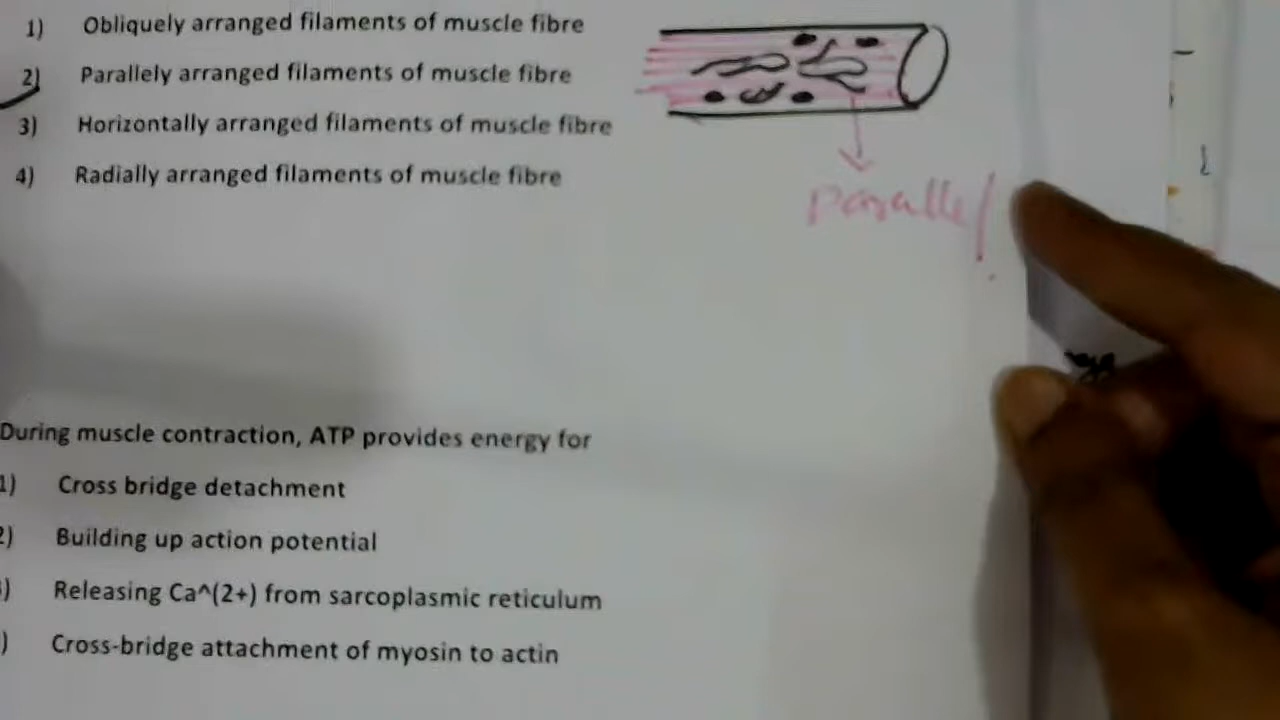 1) Obliquely arranged filaments of muscle fibre
2) Parallely arranged filaments of muscle fibre
3) Horizontally arranged filaments of muscle fibre
4) Radially arranged filaments of muscle fibre
parallel
During muscle contraction, ATP provides energy for
1) Cross bridge detachment
2) Building up action potential
3) Releasing Ca^(2+) from sarcoplasmic reticulum
) Cross-bridge attachment of myosin to actin